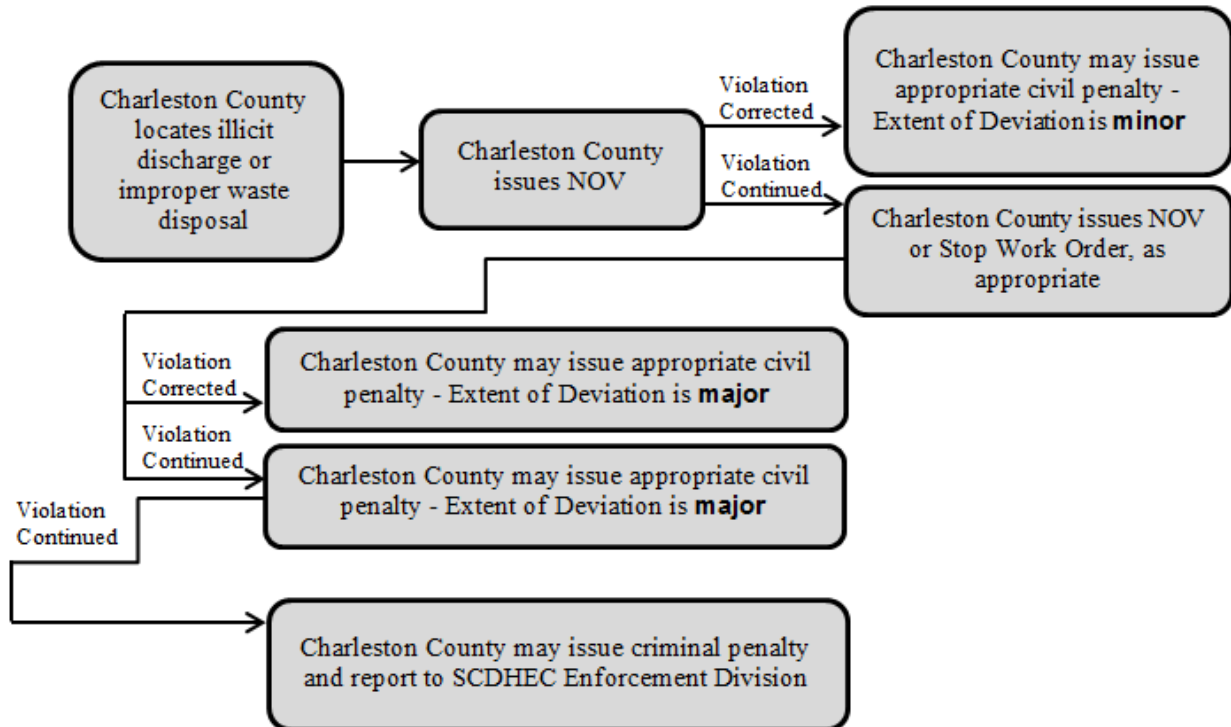 Charleston County
locates illicit
discharge or
improper waste
disposal
Charleston County
issues NOV
Violation
Corrected
Charleston County may issue
appropriate civil penalty -
Extent of Deviation is minor
Violation
Continued
Charleston County issues NOV
or Stop Work Order, as
appropriate
Violation
Corrected
Charleston County may issue appropriate civil
penalty - Extent of Deviation is major
Violation
Continued
Charleston County may issue appropriate civil
penalty - Extent of Deviation is major
Violation
Continued
Charleston County may issue criminal penalty
and report to SCDHEC Enforcement Division